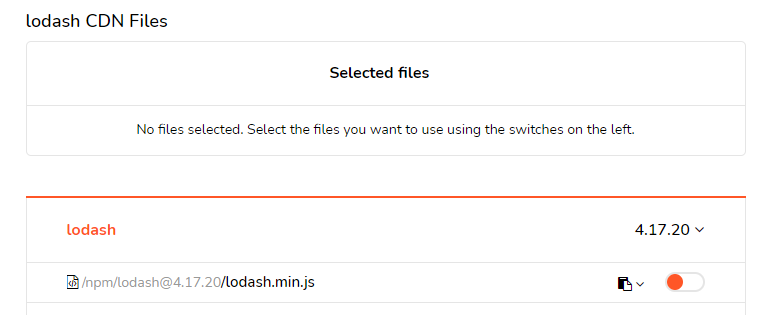 lodash CDN Files
Selected files
No files selected. Select the files you want to use using the switches on the left.
lodash 4.17.20
/npm/lodash@4.17.20/lodash.min.js